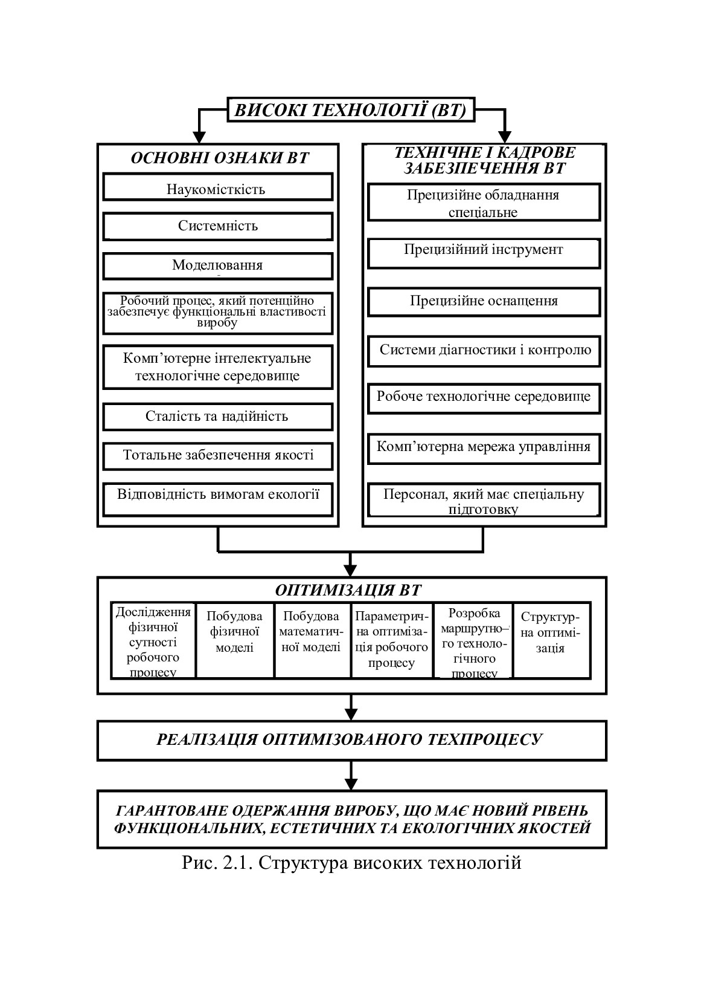 ВИСОКІ ТЕХНОЛОГІЇ (ВТ)
ОСНОВНІ ОЗНАКИ ВТ
Наукомісткість
Системність
Моделювання
Робочий процес, який потенційно
забезпечує функціональні властивості
виробу
Комп’ютерне інтелектуальне
технологічне середовище
Сталість та надійність
Тотальне забезпечення якості
Відповідність вимогам екології
ТЕХНІЧНЕ І КАДРОВЕ
ЗАБЕЗПЕЧЕННЯ ВТ
Прецизійне обладнання
спеціальне
Прецизійний інструмент
Прецизійне оснащення
Системи діагностики і контролю
Робоче технологічне середовище
Комп’ютерна мережа управління
Персонал, який має спеціальну
підготовку
ОПТИМІЗАЦІЯ ВТ
Дослідження
фізичної
сутності
робочого
процесу
Побудова
фізичної
моделі
Побудова
математич-
ної моделі
Параметрич-
на оптиміза-
ція робочого
процесу
Розробка
маршрутно–
го техноло-
гічного
процесу
Структур-
на оптимі-
зація
РЕАЛІЗАЦІЯ ОПТИМІЗОВАНОГО ТЕХПРОЦЕСУ
ГАРАНТОВАНЕ ОДЕРЖАННЯ ВИРОБУ, ЩО МАЄ НОВИЙ РІВЕНЬ
ФУНКЦІОНАЛЬНИХ, ЕСТЕТИЧНИХ ТА ЕКОЛОГІЧНИХ ЯКОСТЕЙ
Рис. 2.1. Структура високих технологій